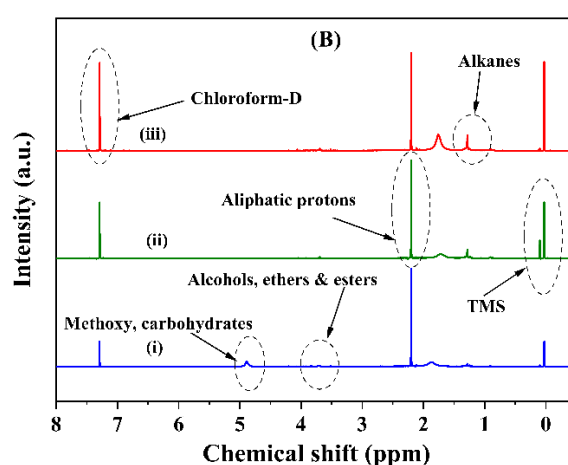 (B)
Alkanes
Chloroform-D
(iii)
Aliphatic protons
(ii)
Alcohols, ethers & esters
TMS
Methoxy, carbohydrates
(i)
Intensity (a.u.)
8 7 6 5 4 3 2 1 0
Chemical shift (ppm)